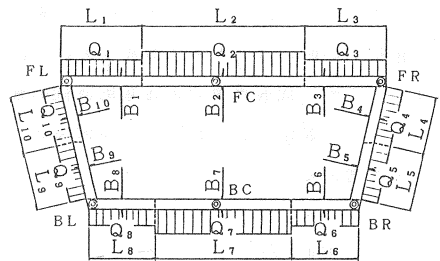 L₁ L₂ L₃
Q₁ Q₂ Q₃
FL FR
B₁₀ B₁ B₂ FC B₃ B₄
L₁₀ Q₁₀ Q₄ L₄
L₉ Q₉ B₉ B₈ B₇ B₆ B₅ Q₅ L₅
BC
BL BR
Q₈ Q₇ Q₆
L₈ L₇ L₆